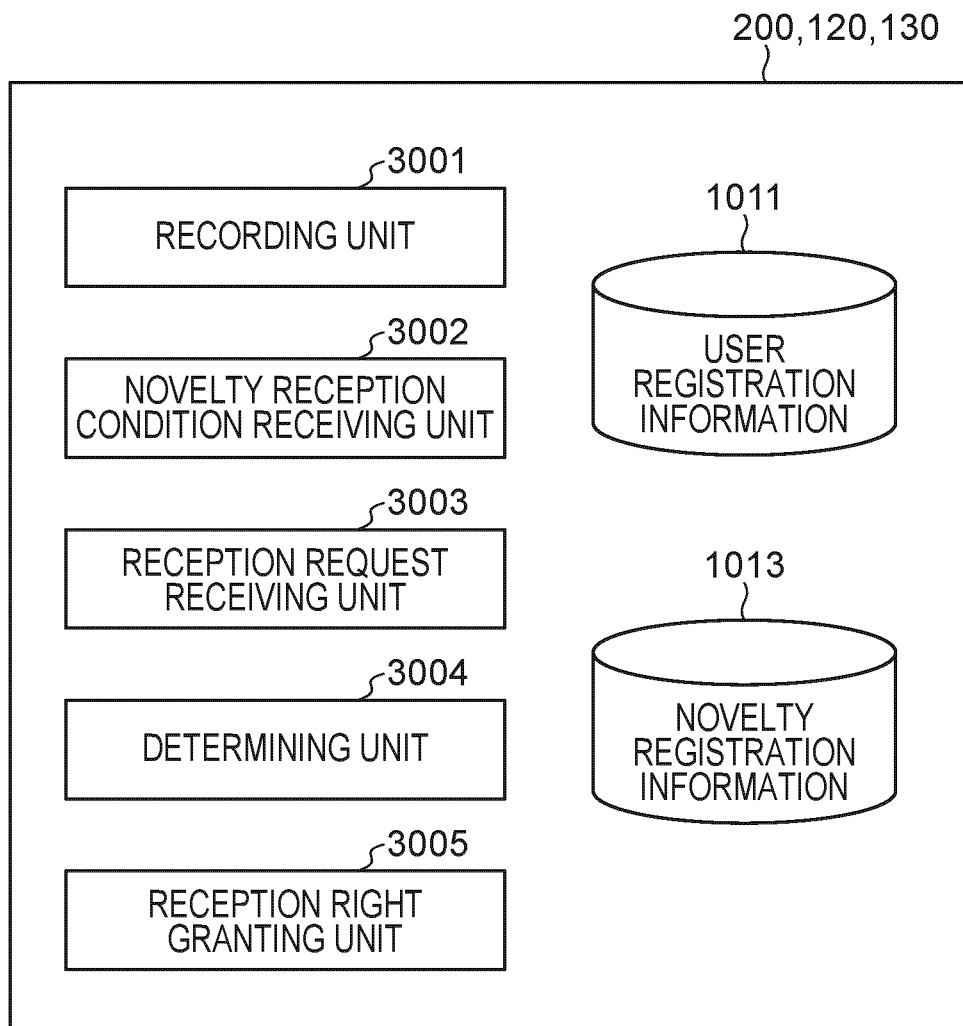 200,120,130
3001
RECORDING UNIT
3002
NOVELTY RECEPTION
CONDITION RECEIVING UNIT
3003
RECEPTION REQUEST
RECEIVING UNIT
3004
DETERMINING UNIT
3005
RECEPTION RIGHT
GRANTING UNIT
1011
USER
REGISTRATION
INFORMATION
1013
NOVELTY
REGISTRATION
INFORMATION